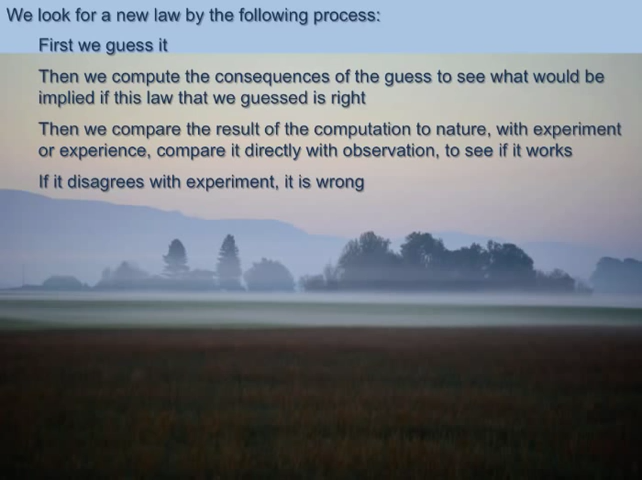 We look for a new law by the following process:
First we guess it
Then we compute the consequences of the guess to see what would be
implied if this law that we guessed is right
Then we compare the result of the computation to nature, with experiment
or experience, compare it directly with observation, to see if it works
If it disagrees with experiment, it is wrong